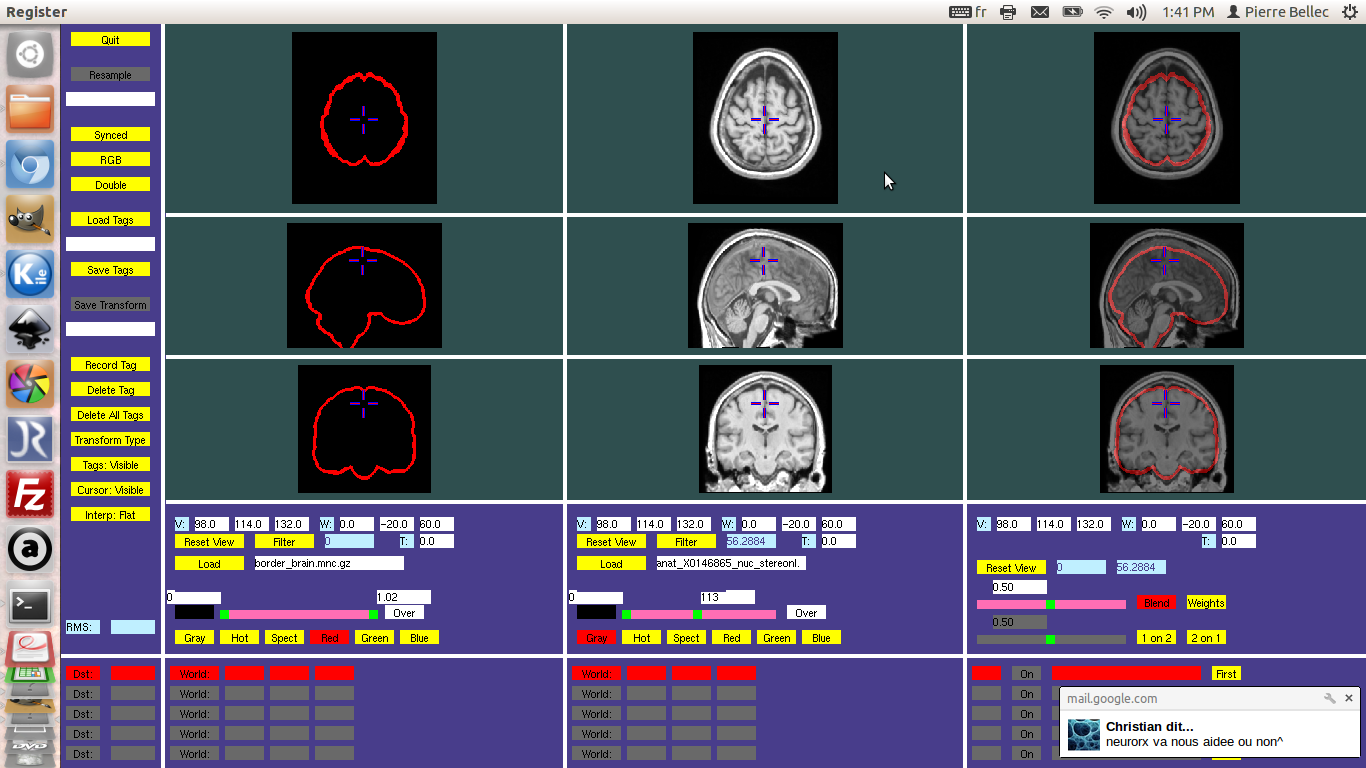 Register fr 1:41 PM Pierre Bellec
Quit
Resample
Synced
RGB
Double
Load Tags
Save Tags
Save Transform
Record Tag
Delete Tag
Delete All Tags
Transform Type
Tags: Visible
Cursor: Visible
Interp: Flat
RMS:
V: 98.0 114.0 132.0 W: 0.0 -20.0 60.0
Reset View Filter 0 T: 0.0
Load border_brain.mnc.gz
0 1.02
Over
Gray Hot Spect Red Green Blue
V: 98.0 114.0 132.0 W: 0.0 -20.0 60.0
Reset View Filter 56.2884 T: 0.0
Load anat_X0146865_nuc_stereonl.
0 113
Over
Gray Hot Spect Red Green Blue
V: 98.0 114.0 132.0 W: 0.0 -20.0 60.0
T: 0.0
Reset View 0 56.2884
0.50
Blend Weights
0.50
1 on 2 2 on 1
Dst: World: World: On First
Dst: World: World: On
Dst: World: World: On
Dst: World: World: On
Dst: World: World: On
mail.google.com
Christian dit...
neurorx va nous aidee ou non^
Kile
JR
Fz
a
>_
DVD